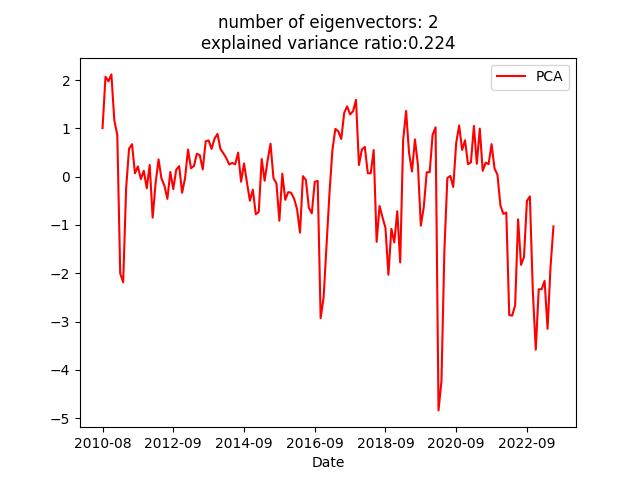 number of eigenvectors: 2
explained variance ratio:0.224
PCA
2
1
0
−1
−2
−3
−4
−5
2010-08 2012-09 2014-09 2016-09 2018-09 2020-09 2022-09
Date